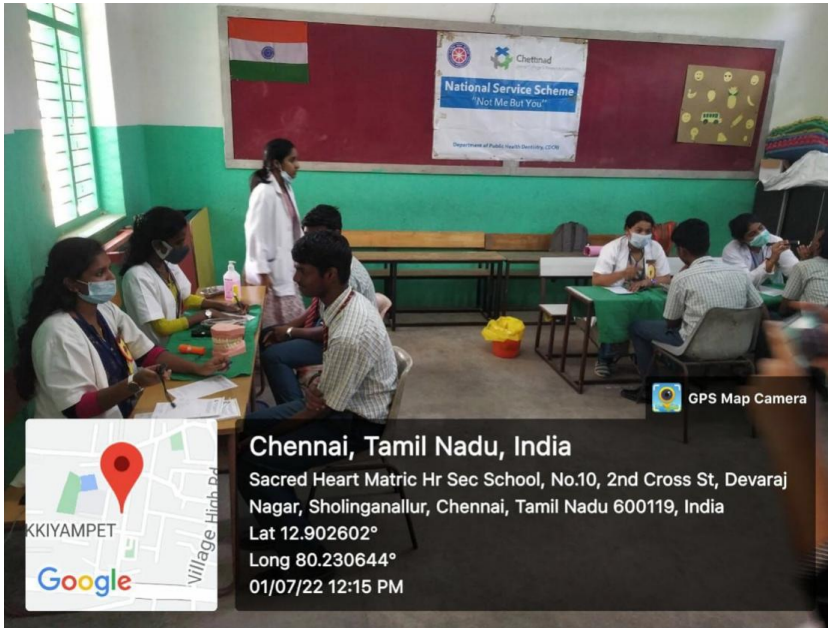 Chettinad
National Service Scheme
"Not Me But You"
Department of Public Health Dentistry, CDCRI
GPS Map Camera
Chennai, Tamil Nadu, India
Sacred Heart Matric Hr Sec School, No.10, 2nd Cross St, Devaraj
Nagar, Sholinganallur, Chennai, Tamil Nadu 600119, India
Lat 12.902602°
Long 80.230644°
01/07/22 12:15 PM
KKIYAMPET
Village High Rd
Google